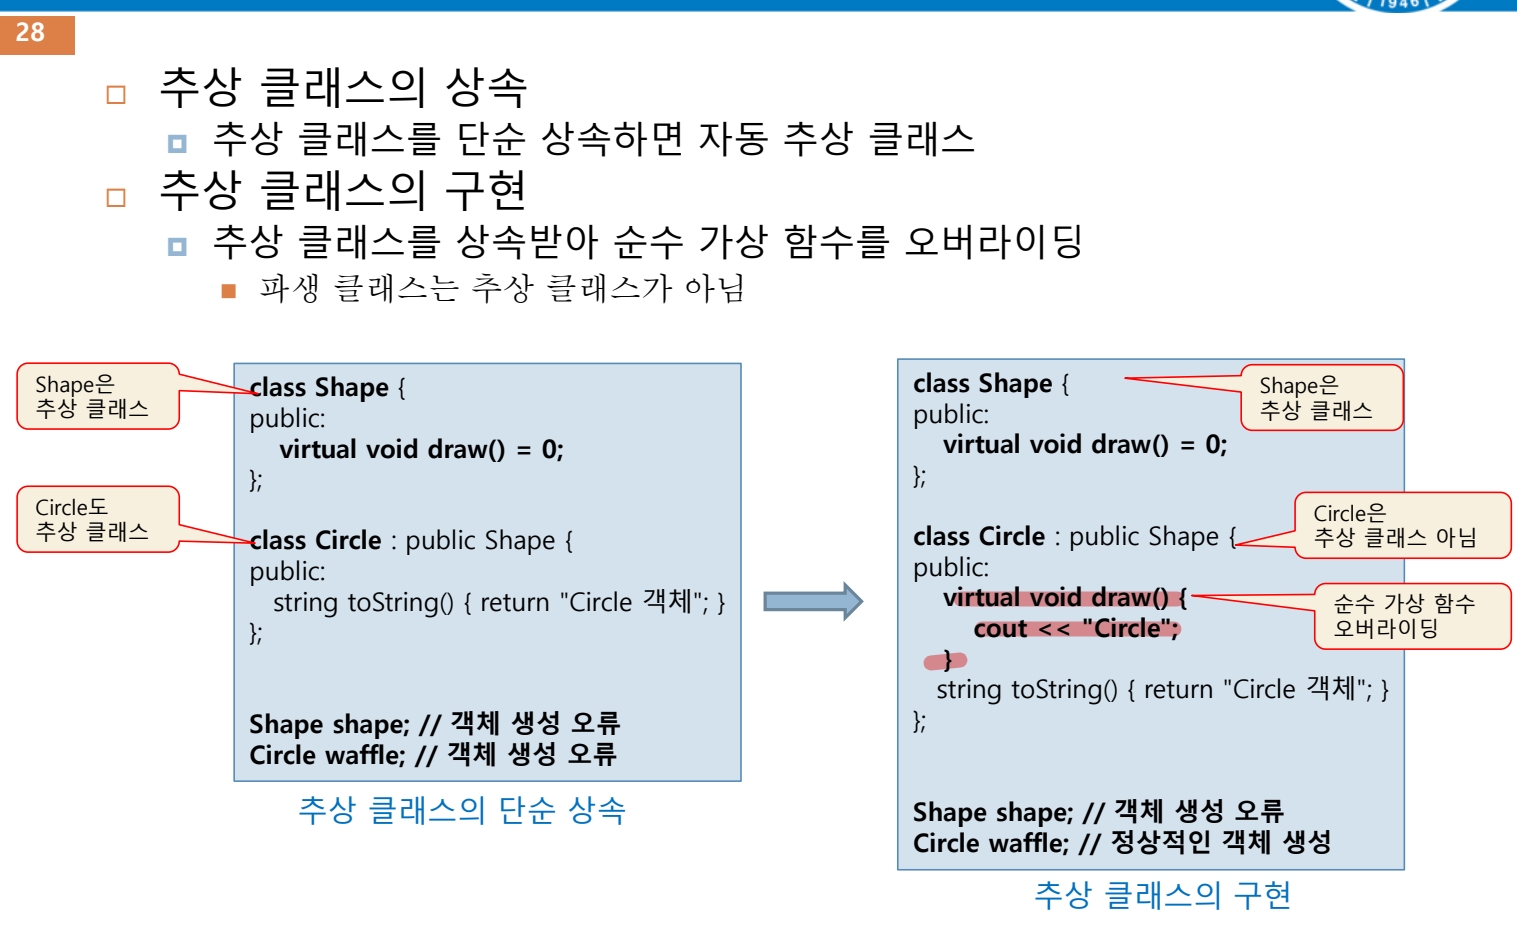 1946
28
추상 클래스의 상속
추상 클래스를 단순 상속하면 자동 추상 클래스
추상 클래스의 구현
추상 클래스를 상속받아 순수 가상 함수를 오버라이딩
파생 클래스는 추상 클래스가 아님
Shape은
추상 클래스
Circle도
추상 클래스
class Shape {
public:
virtual void draw() = 0;
};
class Circle : public Shape {
public:
string toString() { return "Circle 객체"; }
};
Shape shape; // 객체 생성 오류
Circle waffle; // 객체 생성 오류
추상 클래스의 단순 상속
class Shape {
public:
virtual void draw() = 0;
};
class Circle : public Shape {
public:
virtual void draw() {
cout << "Circle";
}
string toString() { return "Circle 객체"; }
};
Shape shape; // 객체 생성 오류
Circle waffle; // 정상적인 객체 생성
Shape은
추상 클래스
Circle은
추상 클래스 아님
순수 가상 함수
오버라이딩
추상 클래스의 구현